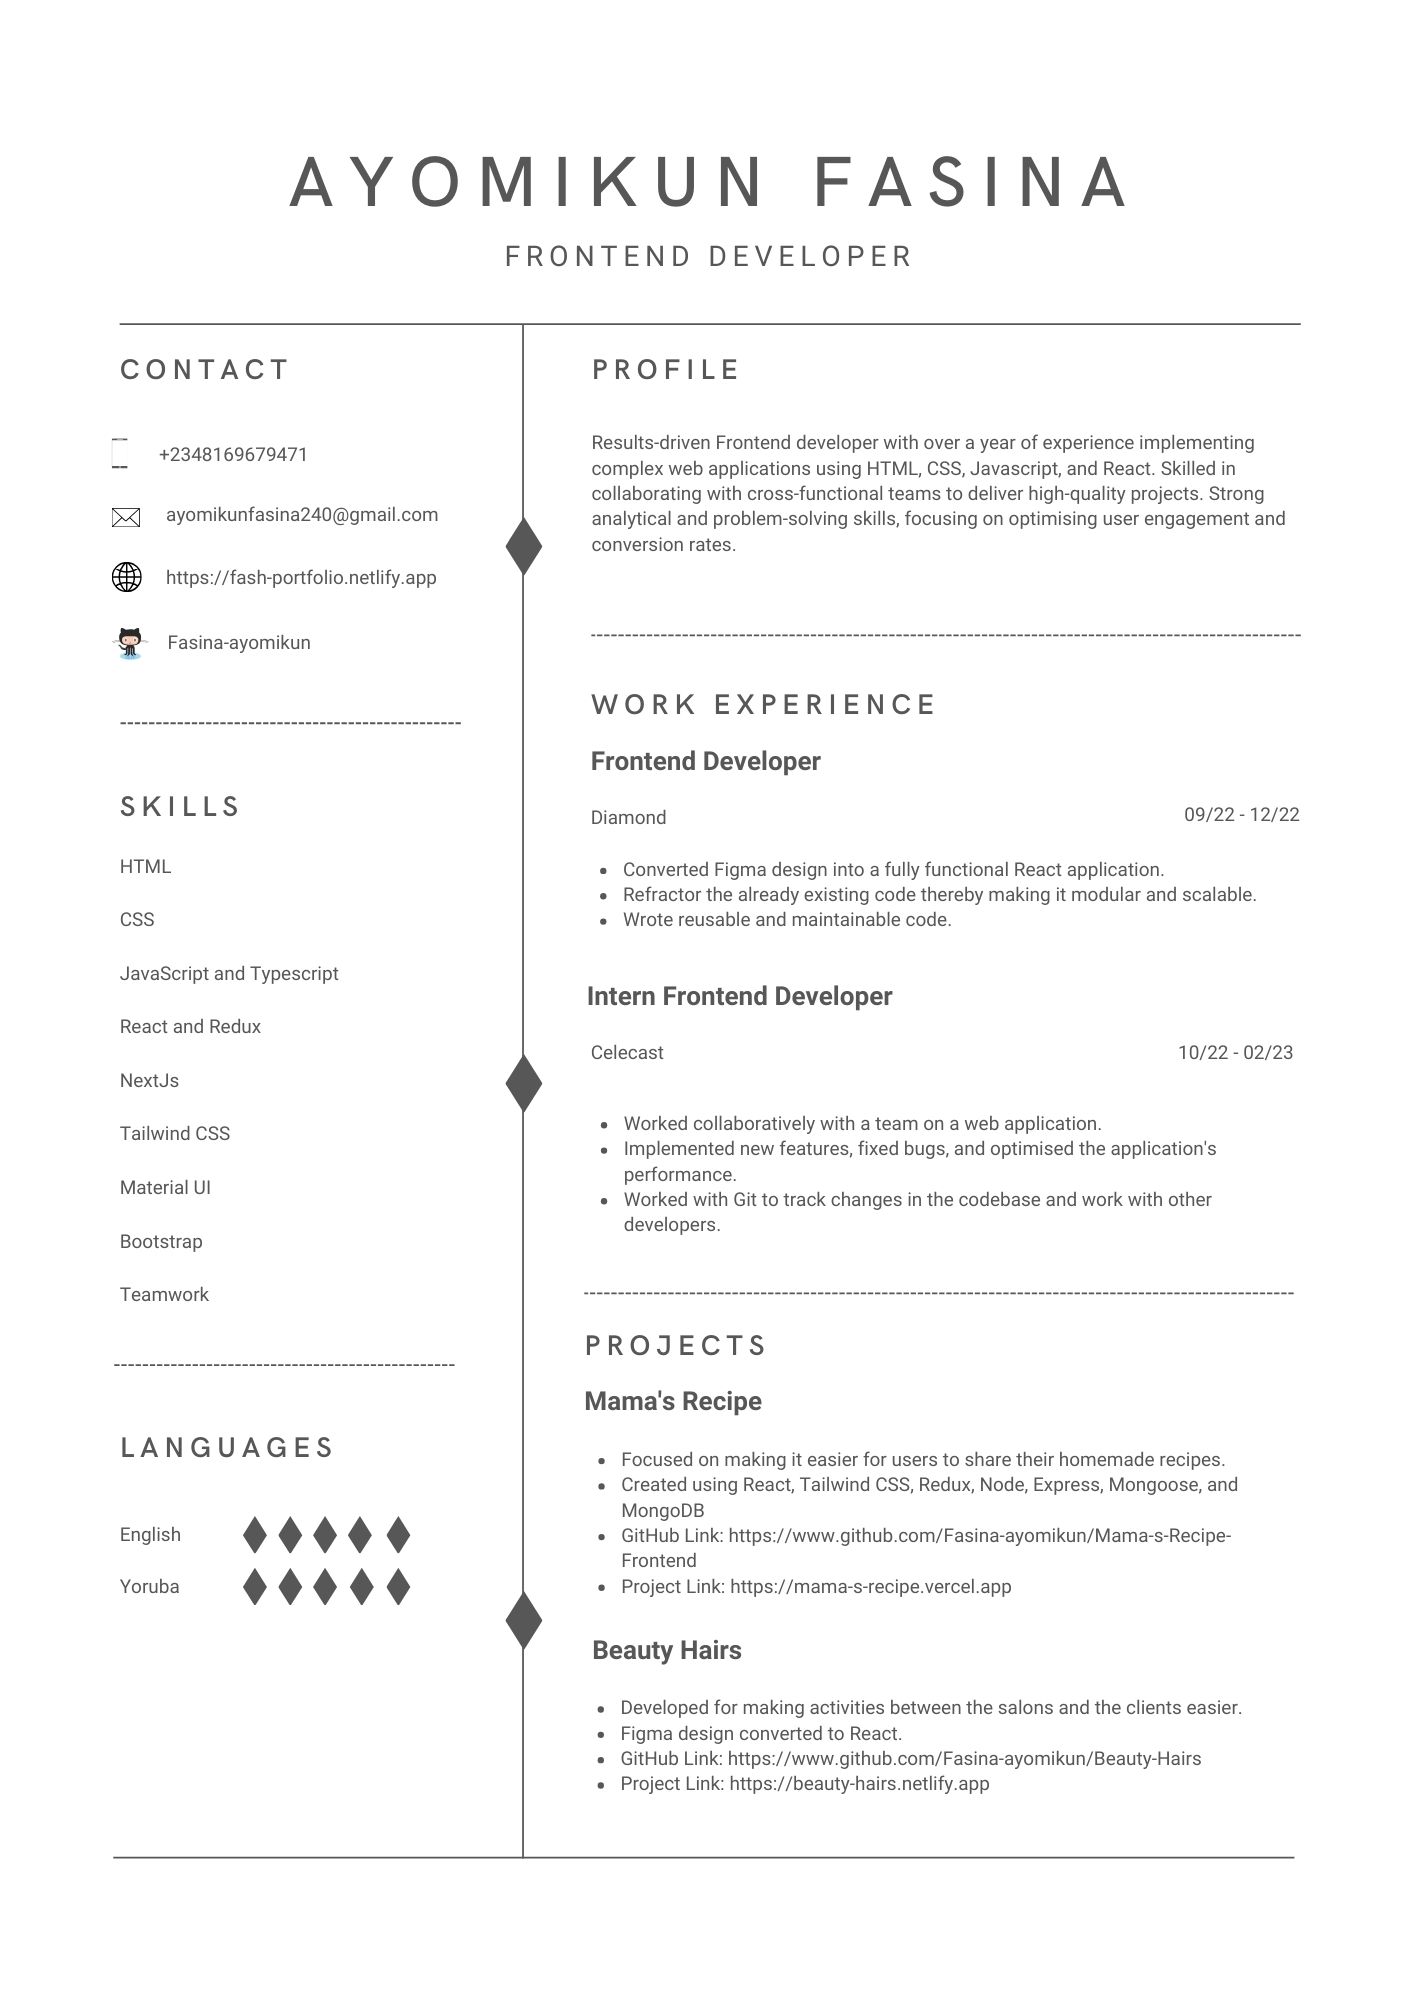 AYOMIKUN FASINA
FRONTEND DEVELOPER
CONTACT
+2348169679471
ayomikunfasina240@gmail.com
https://fash-portfolio.netlify.app
Fasina-ayomikun
SKILLS
HTML
CSS
JavaScript and Typescript
React and Redux
NextJs
Tailwind CSS
Material UI
Bootstrap
Teamwork
LANGUAGES
English
Yoruba
PROFILE
Results-driven Frontend developer with over a year of experience implementing
complex web applications using HTML, CSS, Javascript, and React. Skilled in
collaborating with cross-functional teams to deliver high-quality projects. Strong
analytical and problem-solving skills, focusing on optimising user engagement and
conversion rates.
WORK EXPERIENCE
Frontend Developer
Diamond 09/22 - 12/22
• Converted Figma design into a fully functional React application.
• Refractor the already existing code thereby making it modular and scalable.
• Wrote reusable and maintainable code.
Intern Frontend Developer
Celecast 10/22 - 02/23
• Worked collaboratively with a team on a web application.
• Implemented new features, fixed bugs, and optimised the application's
performance.
• Worked with Git to track changes in the codebase and work with other
developers.
PROJECTS
Mama's Recipe
• Focused on making it easier for users to share their homemade recipes.
• Created using React, Tailwind CSS, Redux, Node, Express, Mongoose, and
MongoDB
• GitHub Link: https://www.github.com/Fasina-ayomikun/Mama-s-Recipe-
Frontend
• Project Link: https://mama-s-recipe.vercel.app
Beauty Hairs
• Developed for making activities between the salons and the clients easier.
• Figma design converted to React.
• GitHub Link: https://www.github.com/Fasina-ayomikun/Beauty-Hairs
• Project Link: https://beauty-hairs.netlify.app